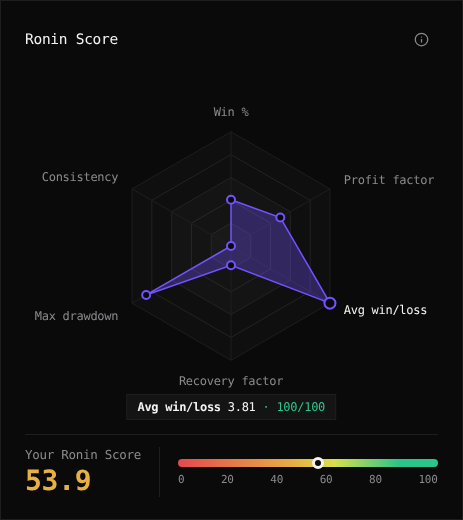 Ronin Score
Win %
Consistency
Profit factor
Max drawdown
Avg win/loss
Recovery factor
Avg win/loss 3.81 · 100/100
Your Ronin Score
53.9
0 20 40 60 80 100